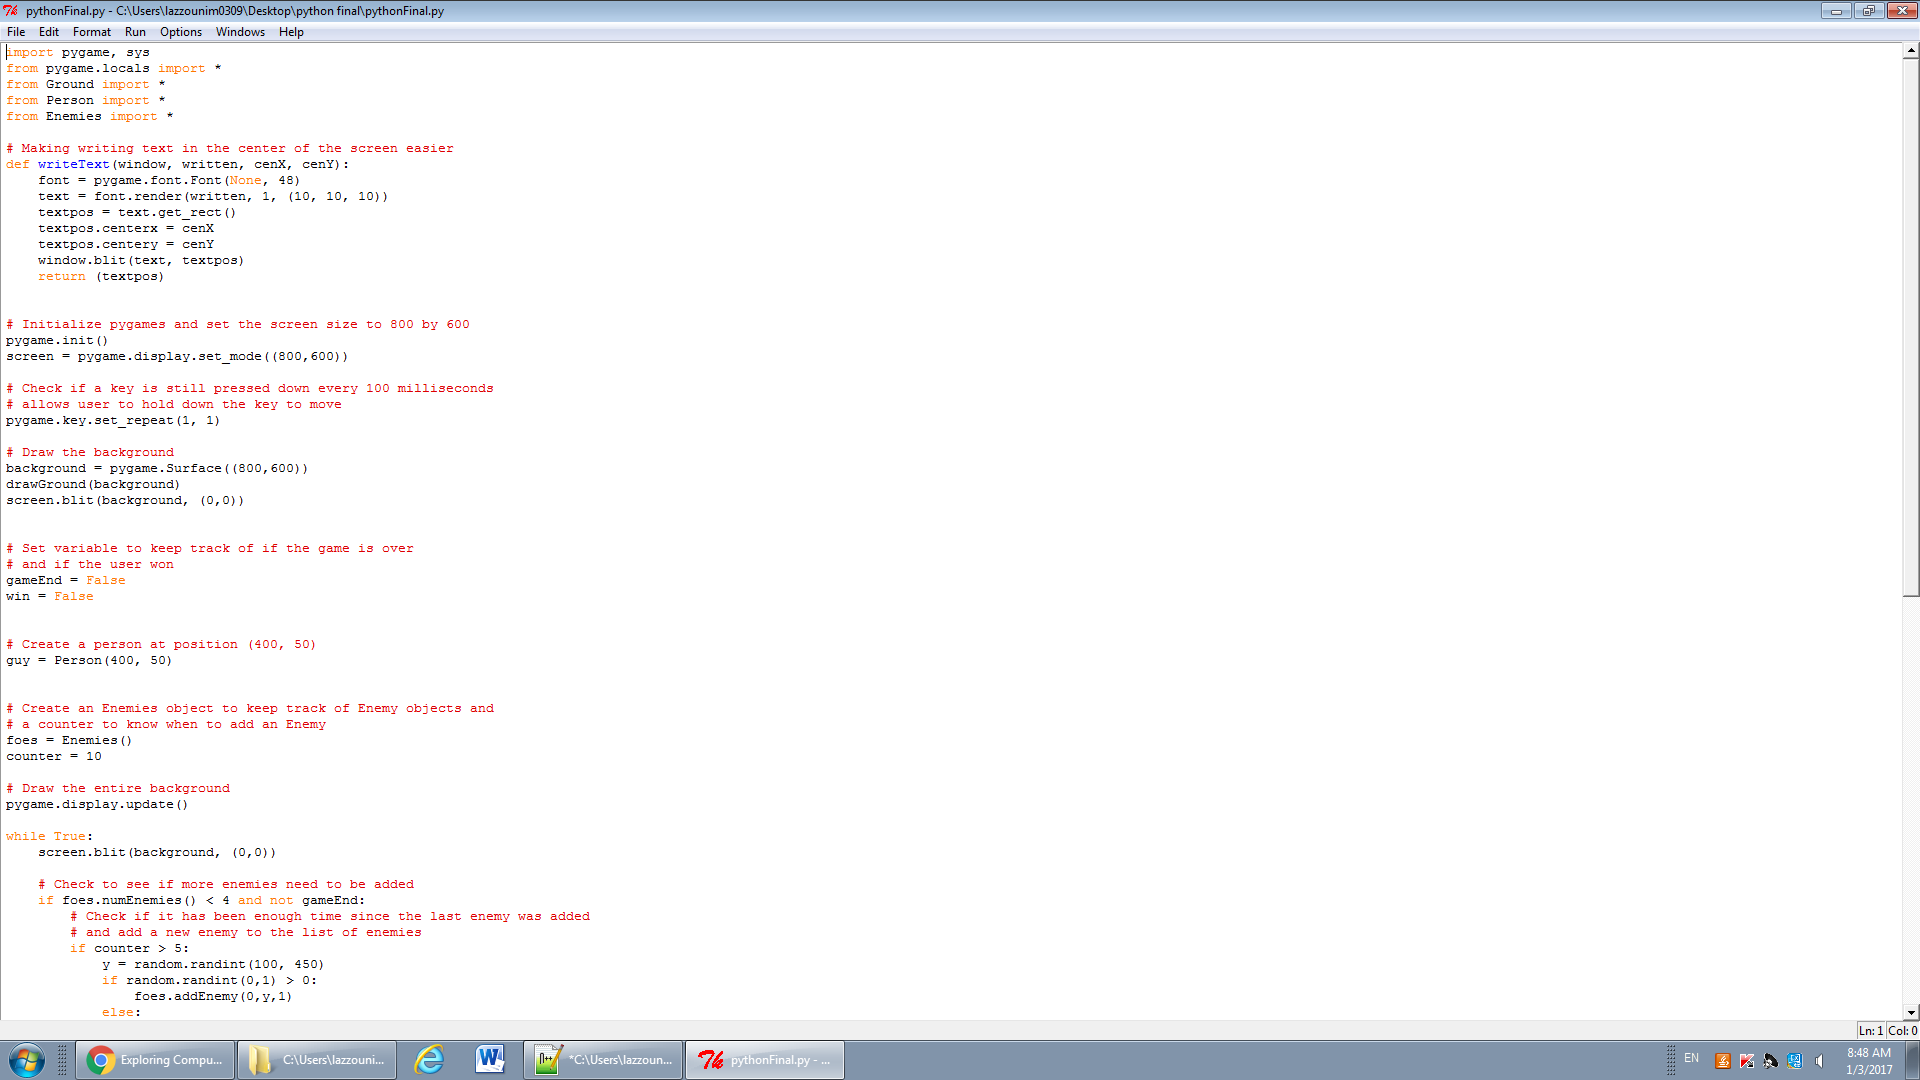 pythonFinal.py - C:\Users\lazzounim0309\Desktop\python final\pythonFinal.py
File Edit Format Run Options Windows Help
import pygame, sys
from pygame.locals import *
from Ground import *
from Person import *
from Enemies import *
# Making writing text in the center of the screen easier
def writeText(window, written, cenX, cenY):
    font = pygame.font.Font(None, 48)
    text = font.render(written, 1, (10, 10, 10))
    textpos = text.get_rect()
    textpos.centerx = cenX
    textpos.centery = cenY
    window.blit(text, textpos)
    return (textpos)
# Initialize pygames and set the screen size to 800 by 600
pygame.init()
screen = pygame.display.set_mode((800,600))
# Check if a key is still pressed down every 100 milliseconds
# allows user to hold down the key to move
pygame.key.set_repeat(1, 1)
# Draw the background
background = pygame.Surface((800,600))
drawGround(background)
screen.blit(background, (0,0))
# Set variable to keep track of if the game is over
# and if the user won
gameEnd = False
win = False
# Create a person at position (400, 50)
guy = Person(400, 50)
# Create an Enemies object to keep track of Enemy objects and
# a counter to know when to add an Enemy
foes = Enemies()
counter = 10
# Draw the entire background
pygame.display.update()
while True:
    screen.blit(background, (0,0))
    # Check to see if more enemies need to be added
    if foes.numEnemies() < 4 and not gameEnd:
        # Check if it has been enough time since the last enemy was added
        # and add a new enemy to the list of enemies
        if counter > 5:
            y = random.randint(100, 450)
            if random.randint(0,1) > 0:
                foes.addEnemy(0,y,1)
            else:
Ln: 1 Col: 0
Exploring Compu... C:\Users\lazzouni... *C:\Users\lazzoun... pythonFinal.py - ... EN 8:48 AM
1/3/2017